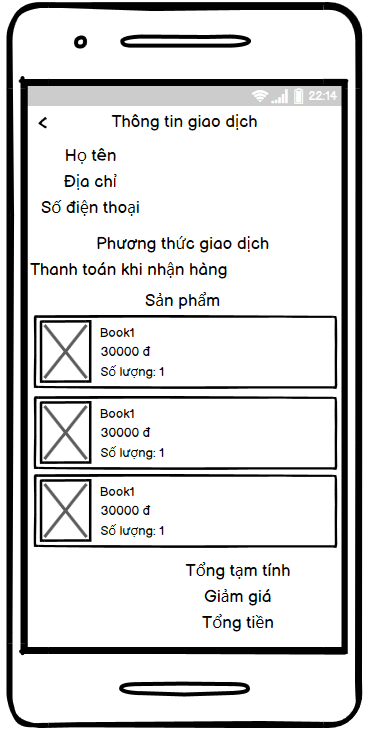 22:14
Thông tin giao dịch
Họ tên
Địa chỉ
Số điện thoại
Phương thức giao dịch
Thanh toán khi nhận hàng
Sản phẩm
Book1
30000 đ
Số lượng: 1
Book1
30000 đ
Số lượng: 1
Book1
30000 đ
Số lượng: 1
Tổng tạm tính
Giảm giá
Tổng tiền